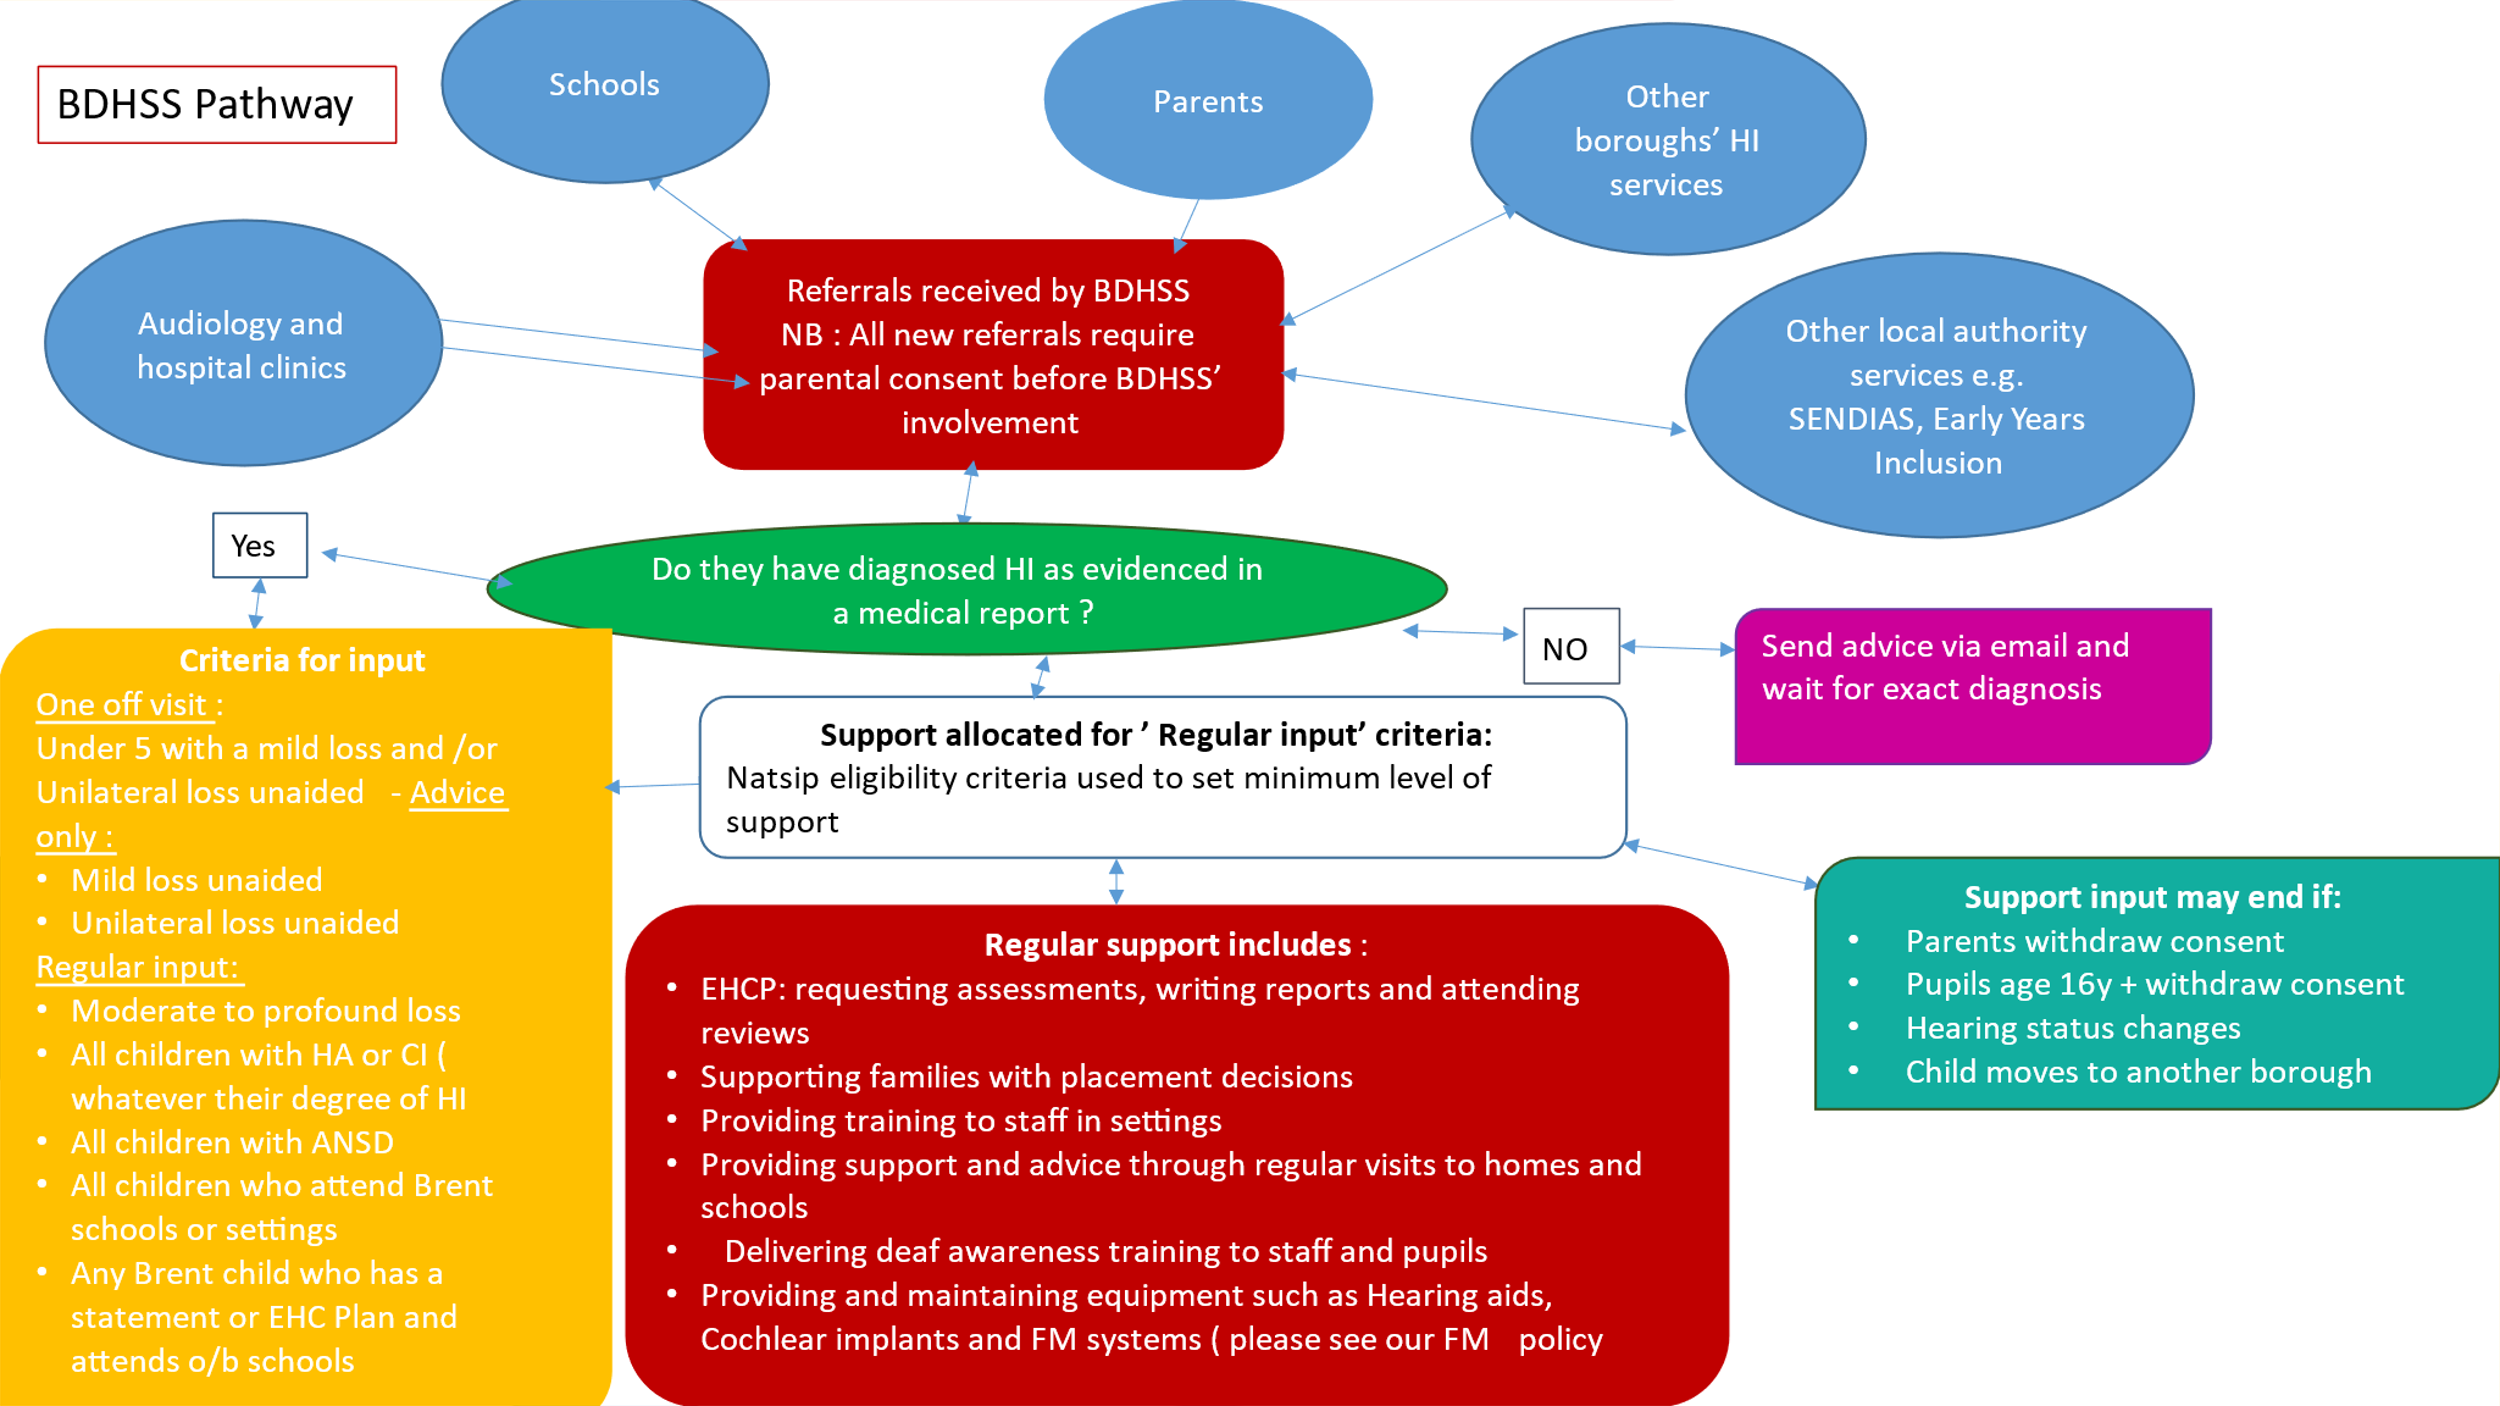 BDHSS Pathway
Schools
Parents
Other
boroughs’ HI
services
Audiology and
hospital clinics
Referrals received by BDHSS
NB : All new referrals require
parental consent before BDHSS’
involvement
Other local authority
services e.g.
SENDIAS, Early Years
Inclusion
Yes
Do they have diagnosed HI as evidenced in
a medical report ?
NO
Send advice via email and
wait for exact diagnosis
Criteria for input
One off visit :
Under 5 with a mild loss and /or
Unilateral loss unaided - Advice
only :
• Mild loss unaided
• Unilateral loss unaided
Regular input:
• Moderate to profound loss
• All children with HA or CI (
whatever their degree of HI
• All children with ANSD
• All children who attend Brent
schools or settings
• Any Brent child who has a
statement or EHC Plan and
attends o/b schools
Support allocated for ’ Regular input’ criteria:
Natsip eligibility criteria used to set minimum level of
support
Regular support includes :
• EHCP: requesting assessments, writing reports and attending
reviews
• Supporting families with placement decisions
• Providing training to staff in settings
• Providing support and advice through regular visits to homes and
schools
• Delivering deaf awareness training to staff and pupils
• Providing and maintaining equipment such as Hearing aids,
Cochlear implants and FM systems ( please see our FM policy
Support input may end if:
• Parents withdraw consent
• Pupils age 16y + withdraw consent
• Hearing status changes
• Child moves to another borough